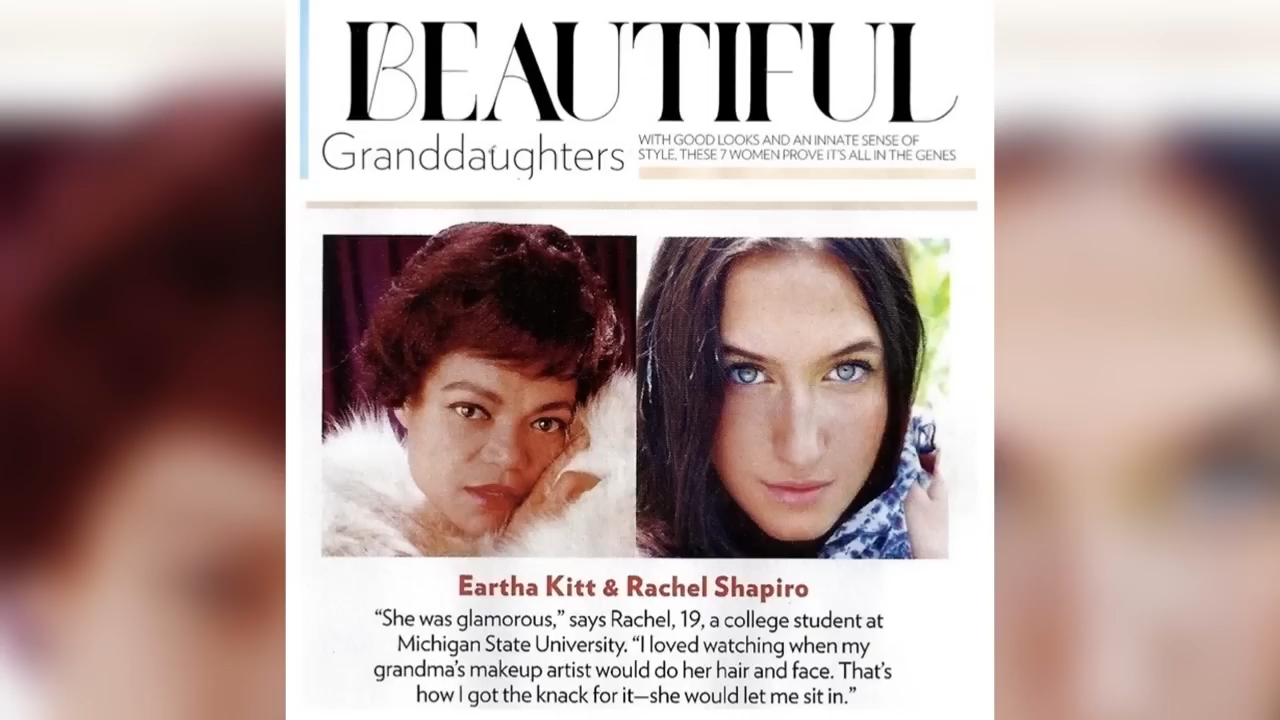 BEAUTIFUL
Granddaughters
WITH GOOD LOOKS AND AN INNATE SENSE OF
STYLE, THESE 7 WOMEN PROVE IT'S ALL IN THE GENES
Eartha Kitt & Rachel Shapiro
“She was glamorous,” says Rachel, 19, a college student at
Michigan State University. “I loved watching when my
grandma’s makeup artist would do her hair and face. That’s
how I got the knack for it—she would let me sit in.”